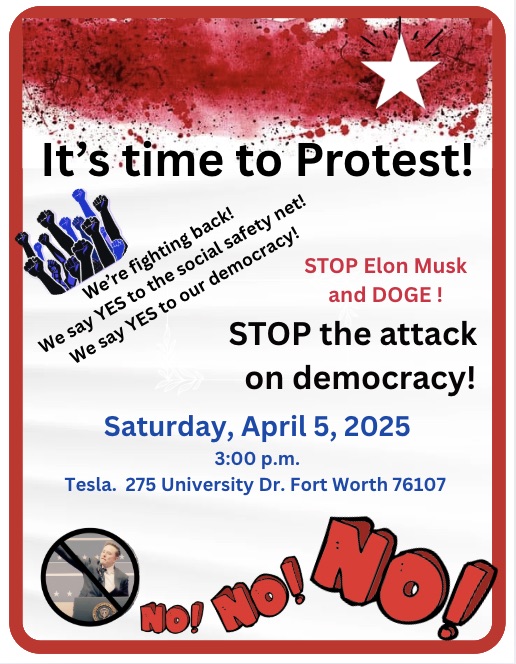 It's time to Protest!
We're fighting back!
We say YES to the social safety net!
We say YES to our democracy!
STOP Elon Musk
and DOGE !
STOP the attack
on democracy!
Saturday, April 5, 2025
3:00 p.m.
Tesla. 275 University Dr. Fort Worth 76107
NO! NO! NO!